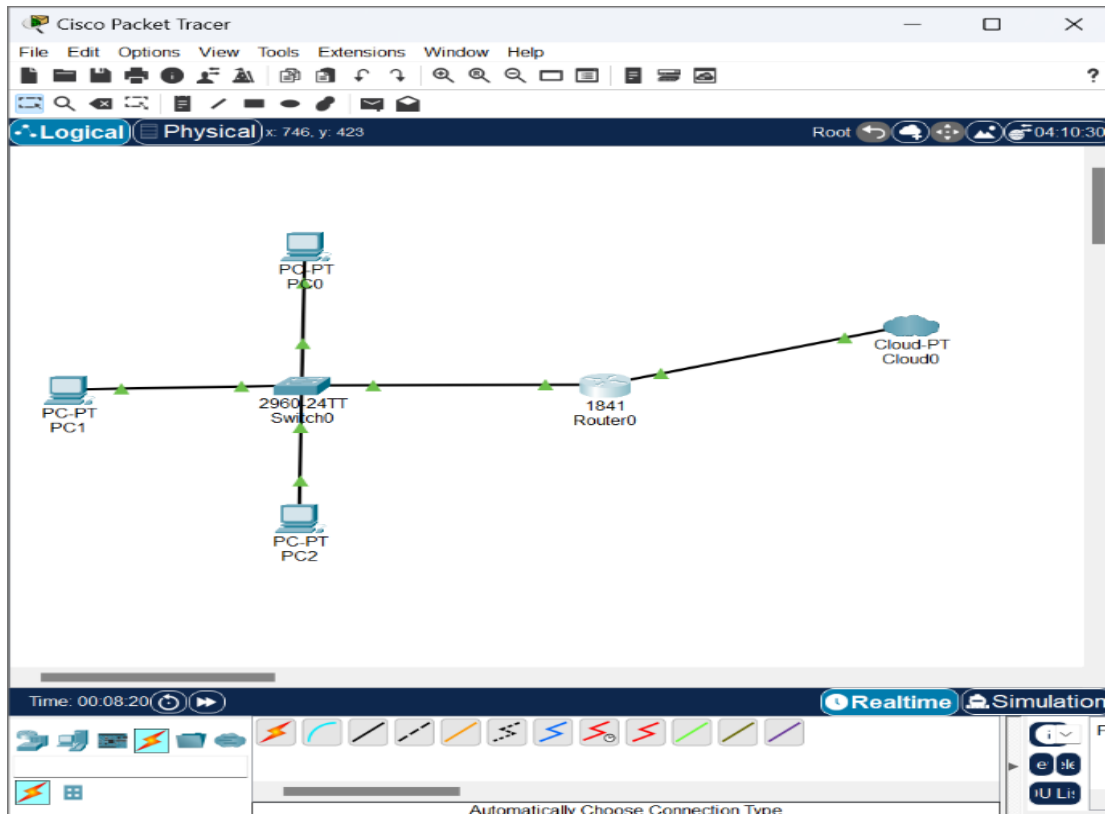 Cisco Packet Tracer
File Edit Options View Tools Extensions Window Help
?
Logical Physical x: 746, y: 423 Root 04:10:30
PC-PT
PC0
Cloud-PT
Cloud0
PC-PT
PC1
2960-24TT
Switch0
1841
Router0
PC-PT
PC2
Time: 00:08:20 Realtime Simulation
Automatically Choose Connection Type